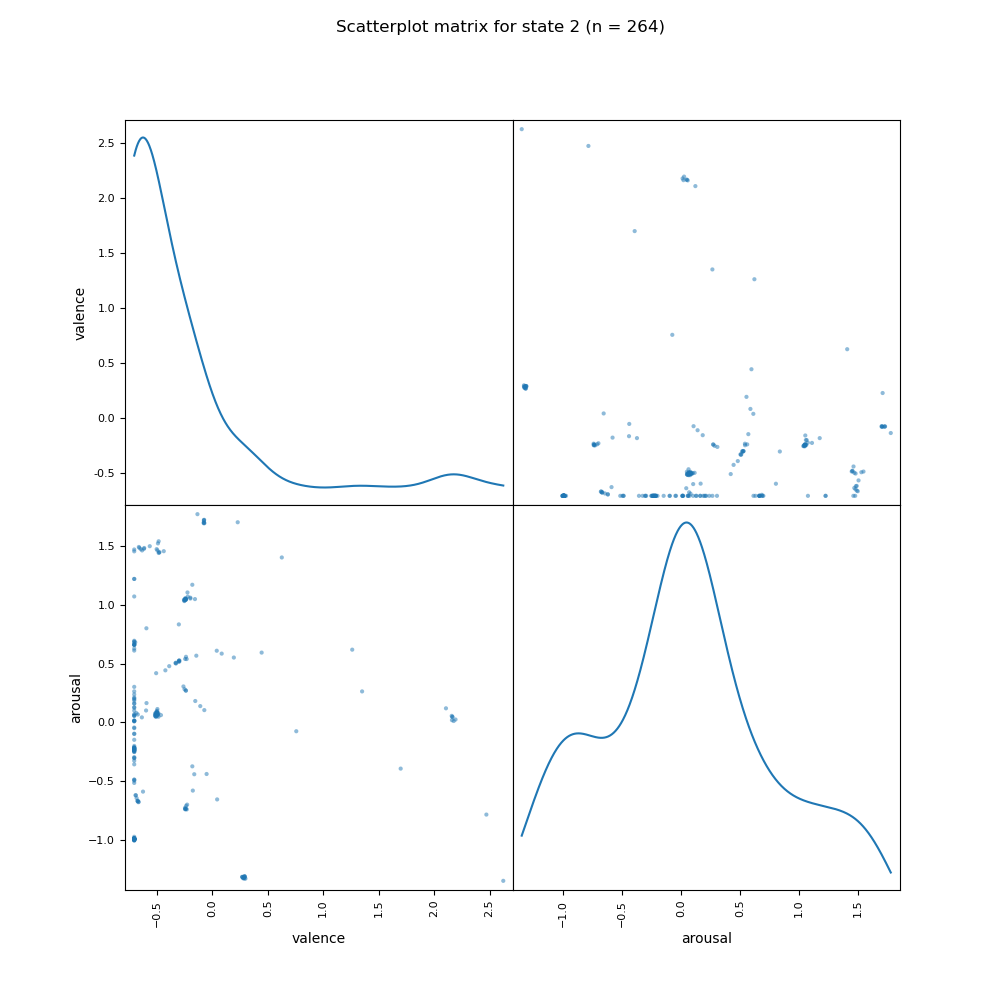 Scatterplot matrix for state 2 (n = 264)
2.5
2.0
1.5
1.0
0.5
0.0
-0.5
valence
1.5
1.0
0.5
0.0
−0.5
−1.0
arousal
−0.5 0.0 0.5 1.0 1.5 2.0 2.5
−1.0 −0.5 0.0 0.5 1.0 1.5
valence arousal